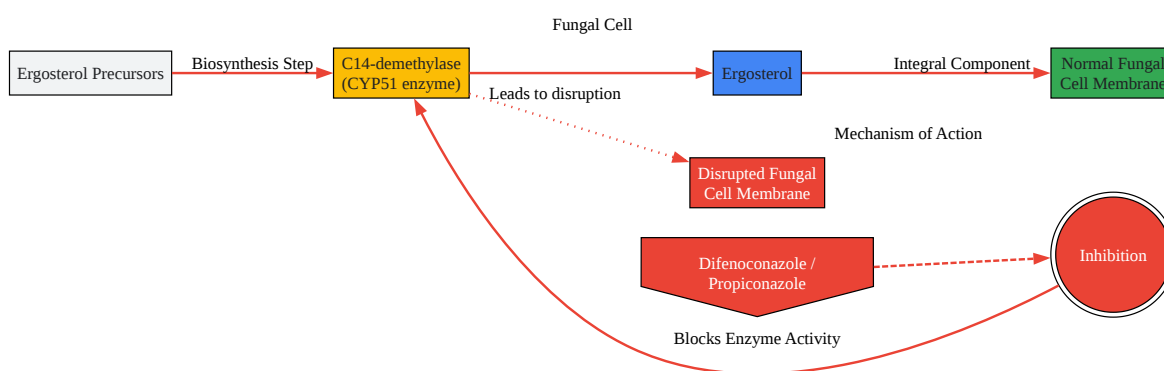 Fungal Cell
Ergosterol Precursors
Biosynthesis Step
C14-demethylase
(CYP51 enzyme)
Ergosterol
Integral Component
Normal Fungal
Cell Membrane
Leads to disruption
Mechanism of Action
Disrupted Fungal
Cell Membrane
Difenoconazole /
Propiconazole
Inhibition
Blocks Enzyme Activity